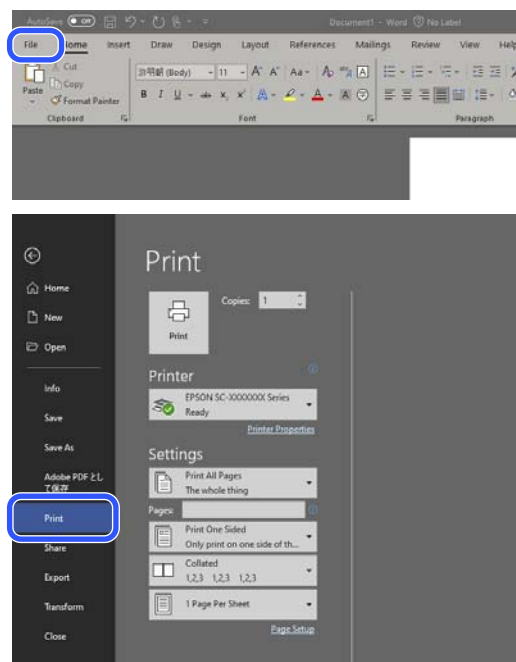 AutoSave Off Document1 - Word No Label
File Home Insert Draw Design Layout References Mailings Review View Help
Cut
Copy
Paste
Format Painter
(Body) 11 A A Aa
B I U ab x x A A A
Clipboard Font Paragraph
Print
Home
New
Open
Info
Save
Save As
Adobe PDF とし
て保存
Print
Share
Export
Transform
Close
Copies: 1
Print
Printer
EPSON SC-XXXXXXX Series
Ready
Printer Properties
Settings
Print All Pages
The whole thing
Pages:
Print One Sided
Only print on one side of th...
Collated
1,2,3 1,2,3 1,2,3
1 Page Per Sheet
Page Setup